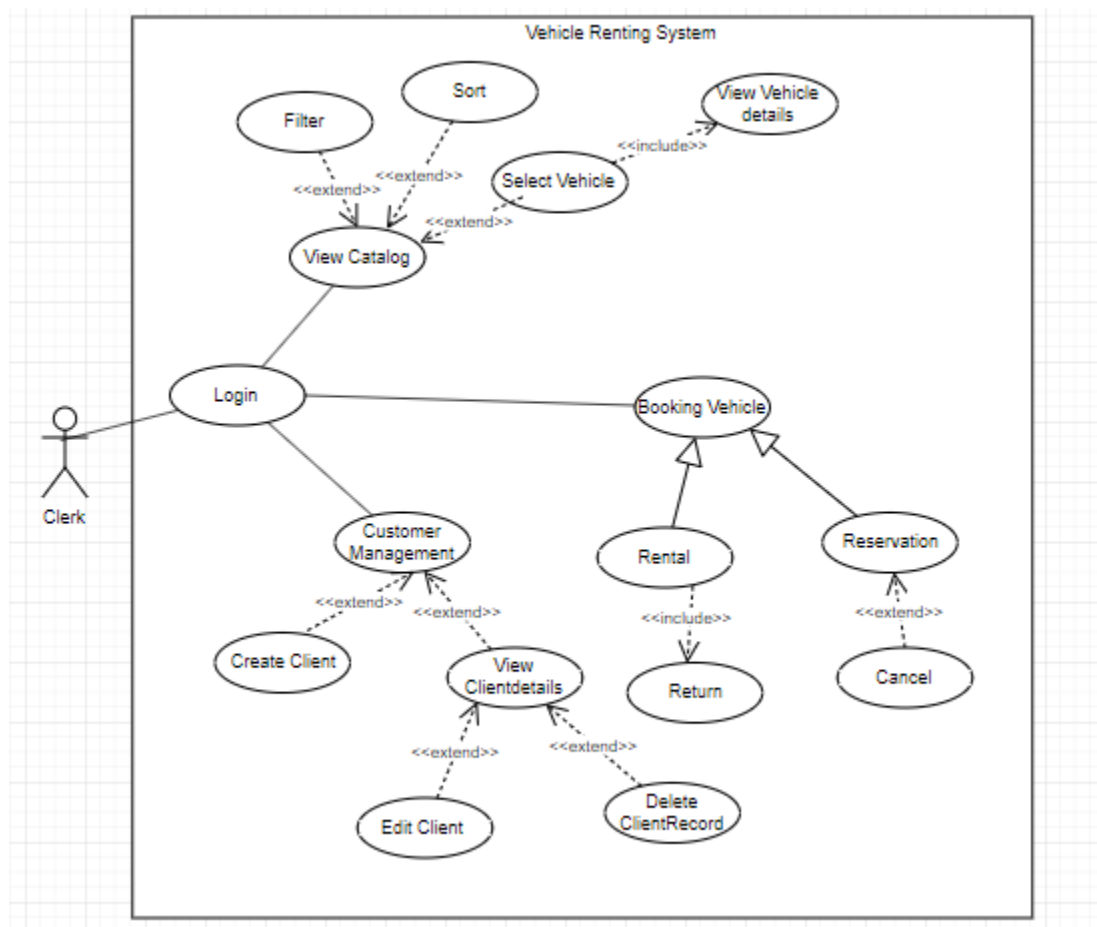 Vehicle Renting System
Sort
View Vehicle
details
Filter
<<include>>
<<extend>>
<<extend>>
Select Vehicle
<<extend>>
View Catalog
Login
Booking Vehicle
Clerk
Customer
Management
Rental
Reservation
<<extend>>
<<extend>>
<<include>>
<<extend>>
Create Client
View
Clientdetails
Return
Cancel
<<extend>>
<<extend>>
Edit Client
Delete
ClientRecord